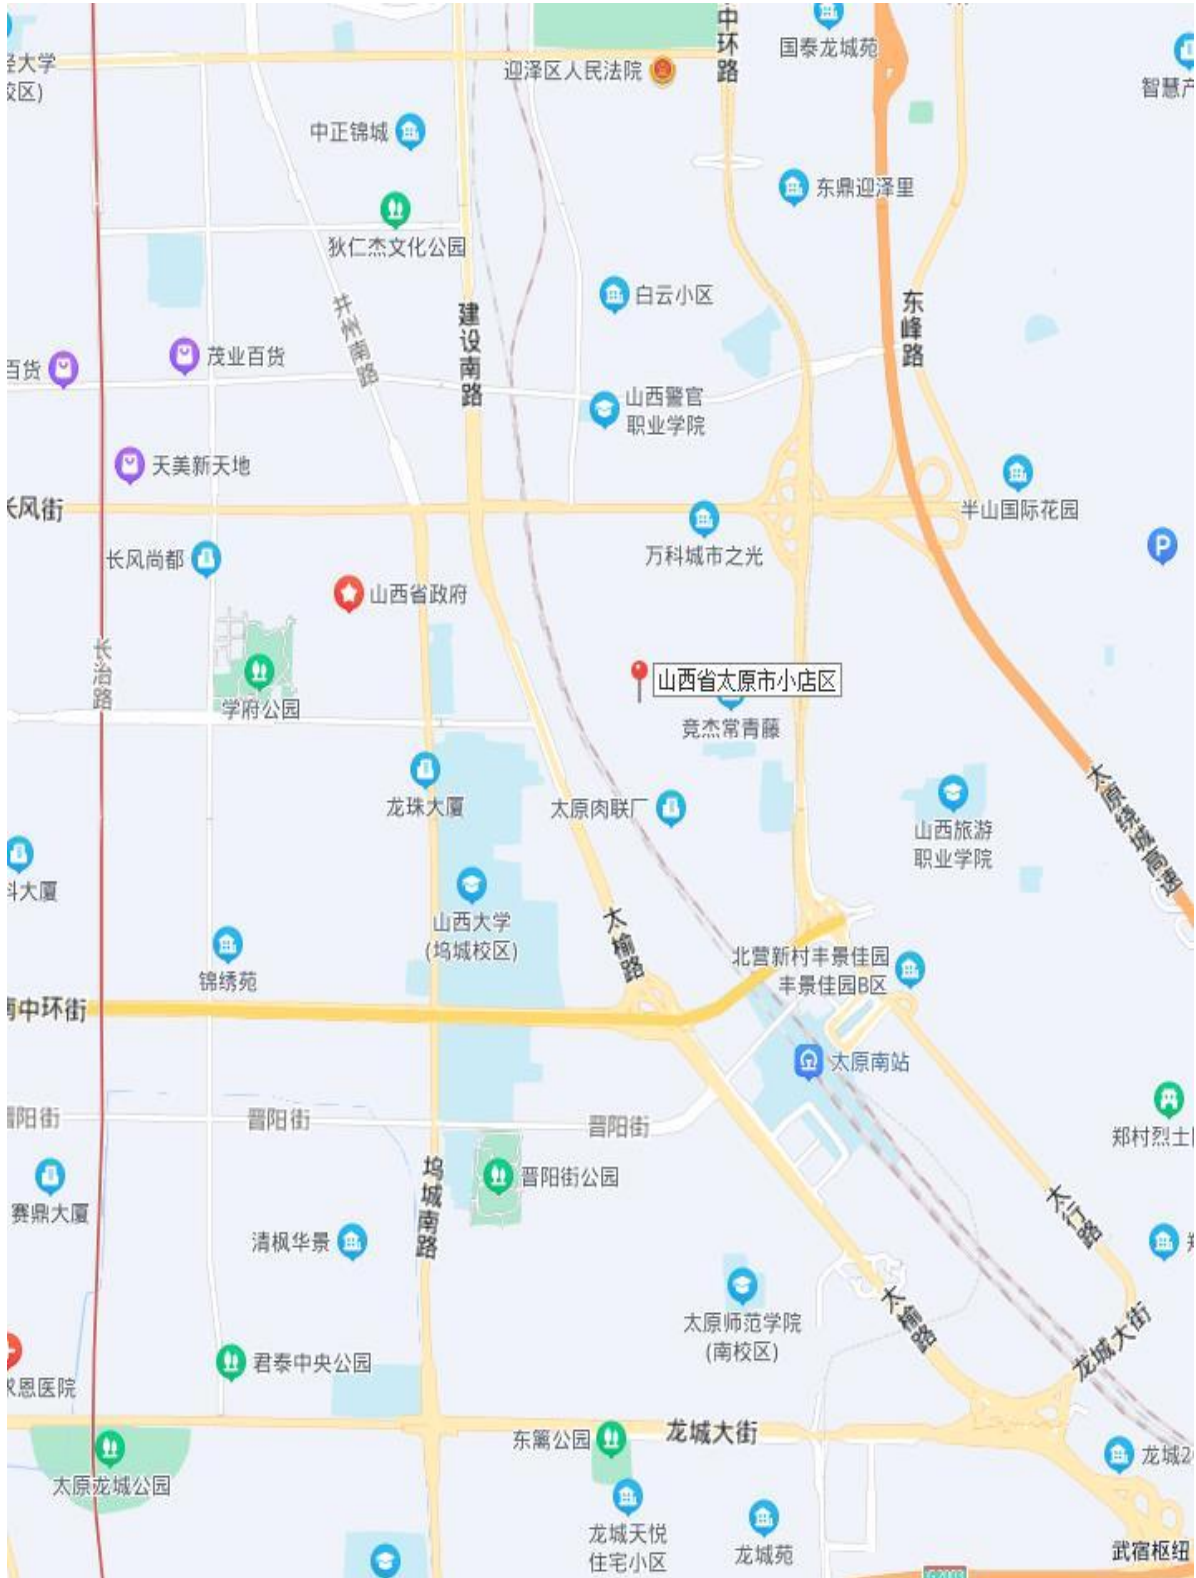 中环路
国泰龙城苑
大学
校区)
迎泽区人民法院
智慧产
中正锦城
东鼎迎泽里
狄仁杰文化公园
白云小区
并州南路
建设南路
东峰路
百货
茂业百货
山西警官
职业学院
天美新天地
长风街
半山国际花园
长风尚都
万科城市之光
P
山西省政府
长治路
山西省太原市小店区
学府公园
竞杰常青藤
龙珠大厦
太原肉联厂
太原绕城高速
山西旅游
职业学院
科大厦
山西大学
(坞城校区)
太榆路
锦绣苑
北营新村丰景佳园
丰景佳园B区
南中环街
太原南站
晋阳街
晋阳街
晋阳街
郑村烈士
晋阳街公园
坞城南路
赛鼎大厦
太行路
清枫华景
郑
太原师范学院
(南校区)
太榆路
龙城大街
君泰中央公园
恩医院
东篱公园
龙城大街
龙城2
太原龙城公园
龙城天悦
住宅小区
龙城苑
武宿枢纽
G2003